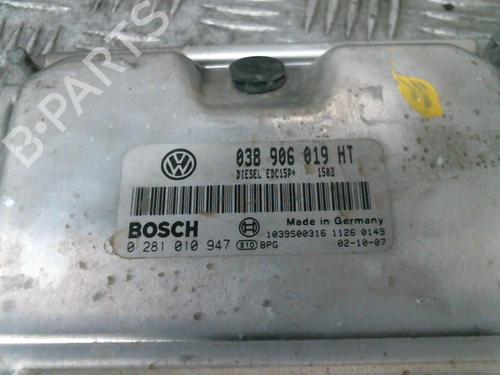 038 906 019 HT
DIESEL EDC15P+ 1503
BOSCH
Made in Germany
0 281 010 947 810 BPG
1039S00316 1126 0149
02-10-07
B-PARTS